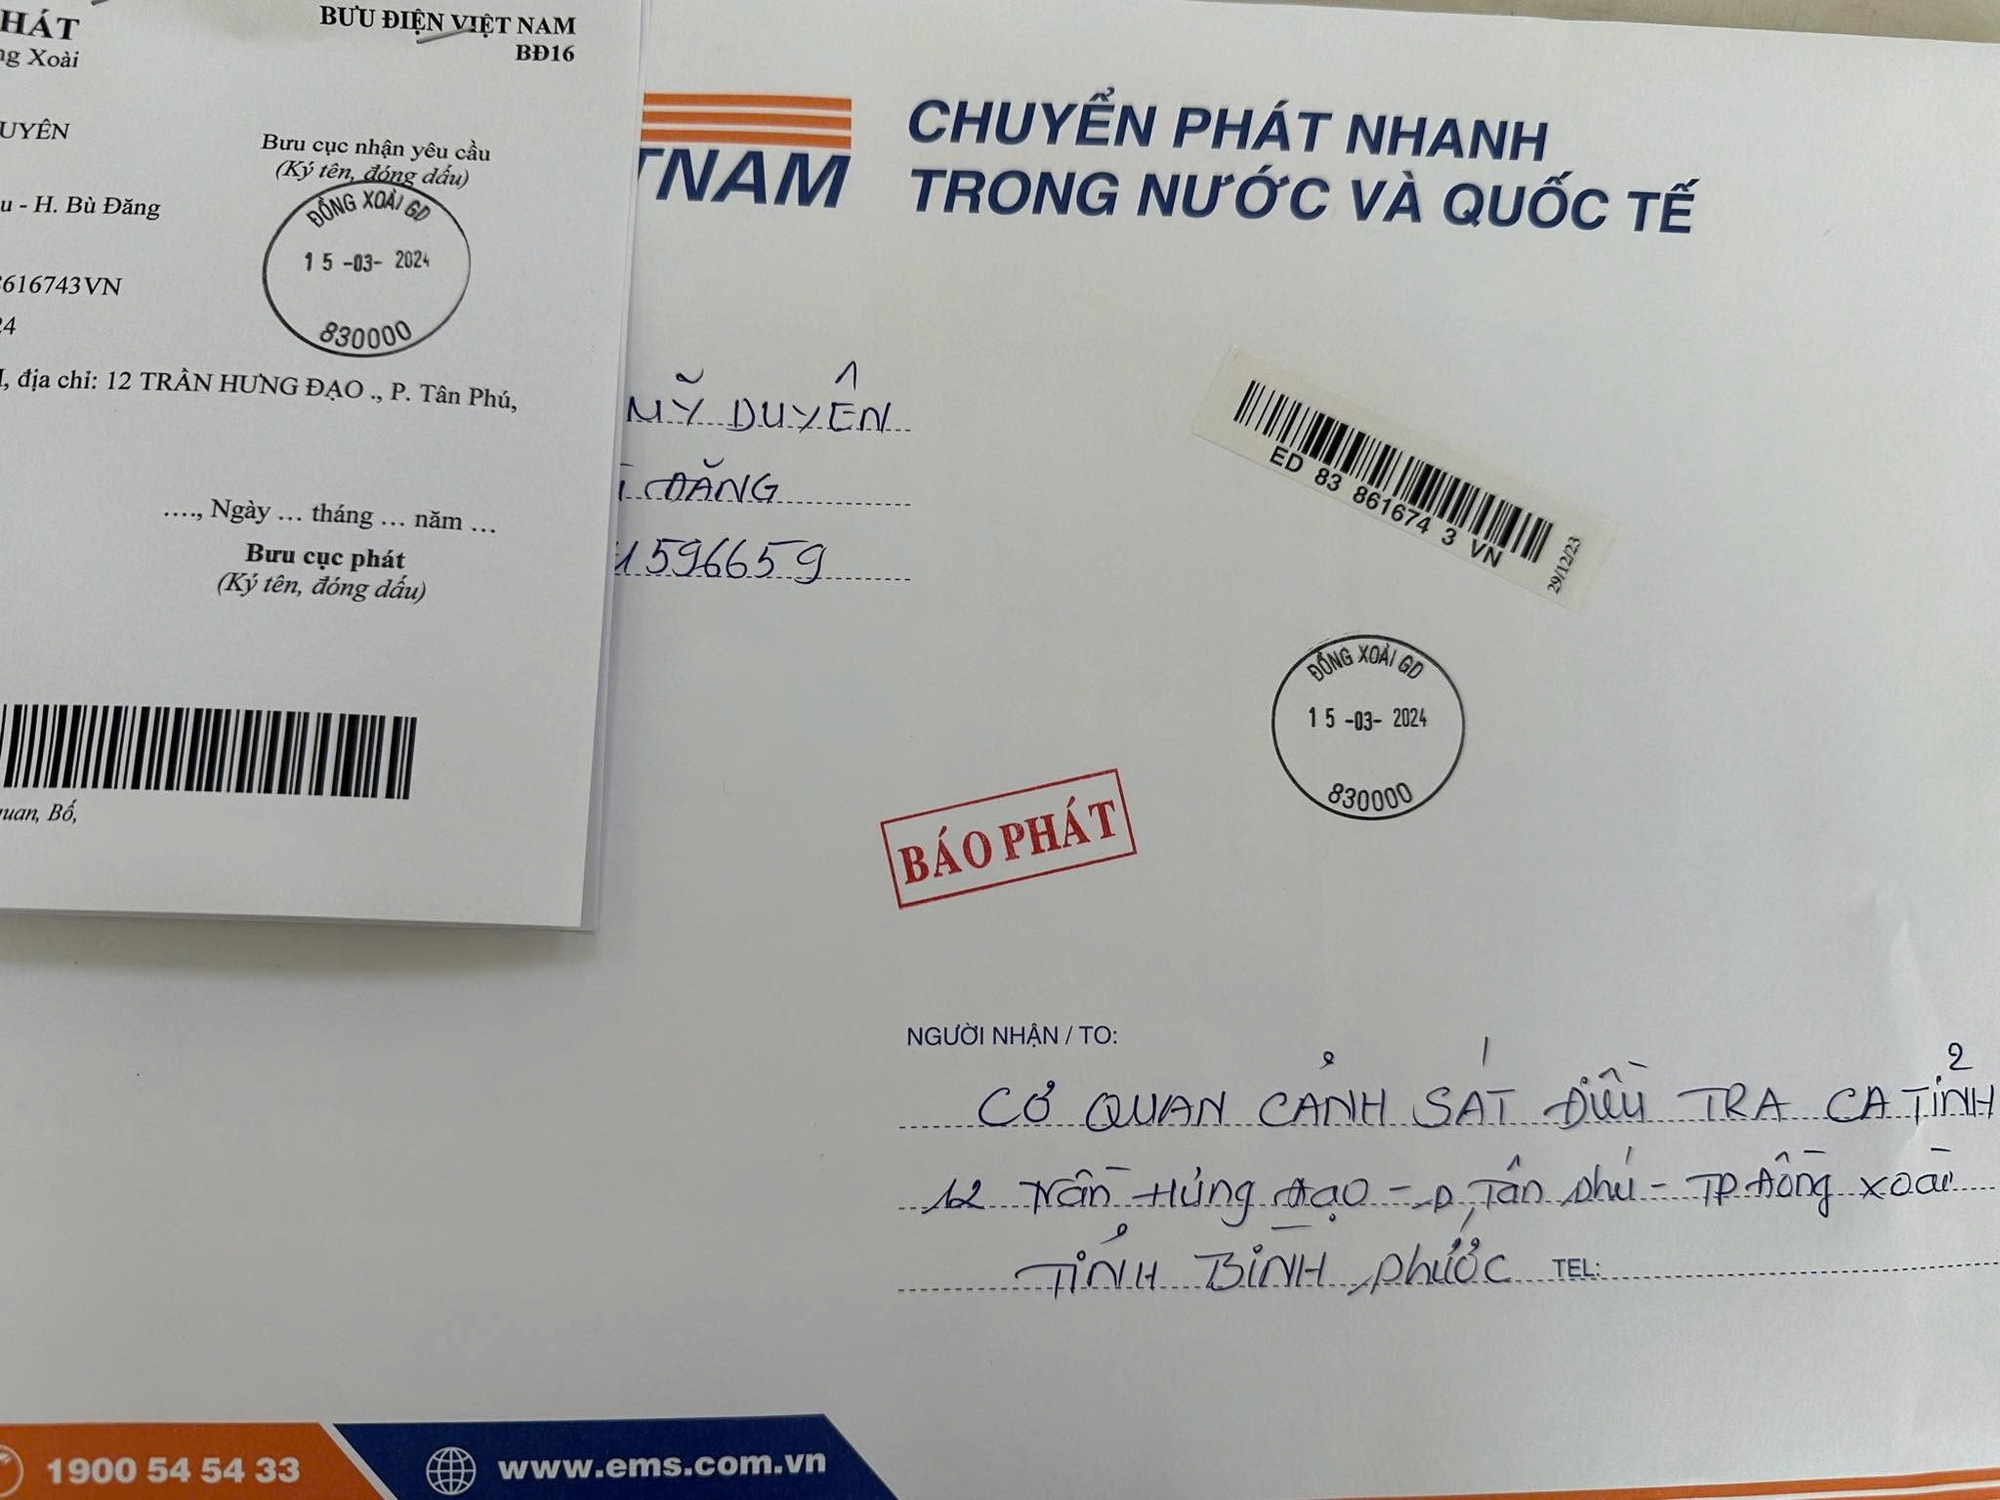 HÁT
ng Xoài
BƯU ĐIỆN VIỆT NAM
BĐ16
UYÊN
Bưu cục nhận yêu cầu
(Ký tên, đóng dấu)
u - H. Bù Đăng
ĐỒNG XOÀI GD
15 -03- 2024
830000
616743VN
24
, địa chỉ: 12 TRẦN HƯNG ĐẠO ., P. Tân Phú,
...., Ngày ... tháng ... năm ...
Bưu cục phát
(Ký tên, đóng dấu)
quan, Bố,
TNAM
CHUYỂN PHÁT NHANH
TRONG NƯỚC VÀ QUỐC TẾ
MỸ DUYÊN
ĐĂNG
1596659
ED 83 861674 3 VN
29/12/23
ĐỒNG XOÀI GD
15 -03- 2024
830000
BÁO PHÁT
NGƯỜI NHẬN / TO:
CƠ QUAN CẢNH SÁT ĐIỀU TRA CA TỈNH
12 Trần Hưng Đạo - P. Tân Phú - TP Đồng Xoài
TỈNH BÌNH PHƯỚC TEL:
1900 54 54 33
www.ems.com.vn